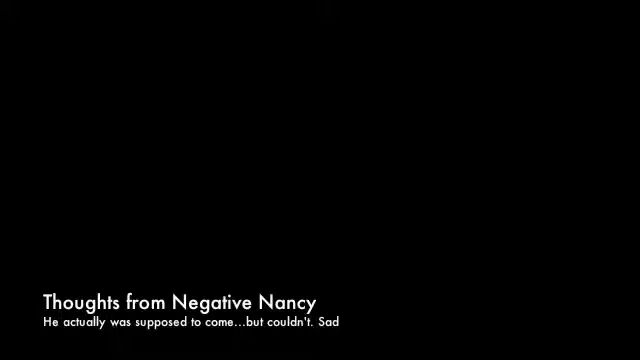 Thoughts from Negative Nancy
He actually was supposed to come...but couldn't. Sad